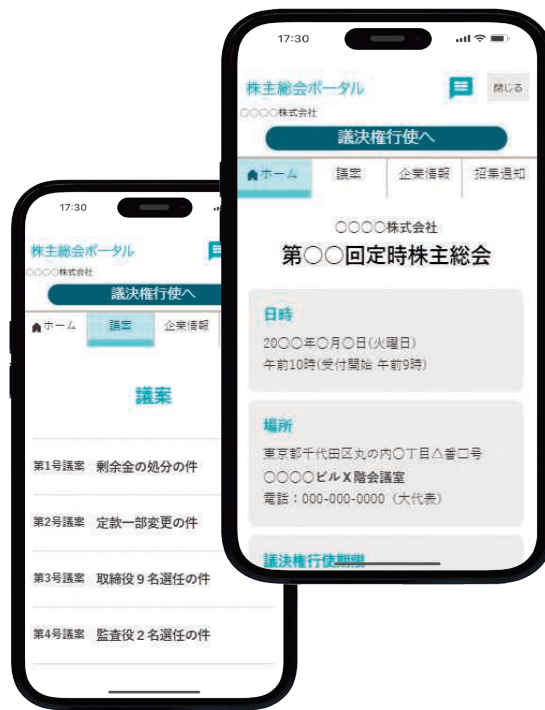 17:30
株主総会ポータル
閉じる
○○○○株式会社
議決権行使へ
ホーム 議案 企業情報 招集通知
○○○○株式会社
第○○回定時株主総会
日時
20○○年○月○日(火曜日)
午前10時(受付開始 午前9時)
場所
東京都千代田区丸の内○丁目△番□号
○○○○ビルX階会議室
電話：000-000-0000（大代表）
議決権行使期限
17:30
株主総会ポータル
○○○○株式会社
議決権行使へ
ホーム 議案 企業情報
議案
第1号議案 剰余金の処分の件
第2号議案 定款一部変更の件
第3号議案 取締役9名選任の件
第4号議案 監査役2名選任の件